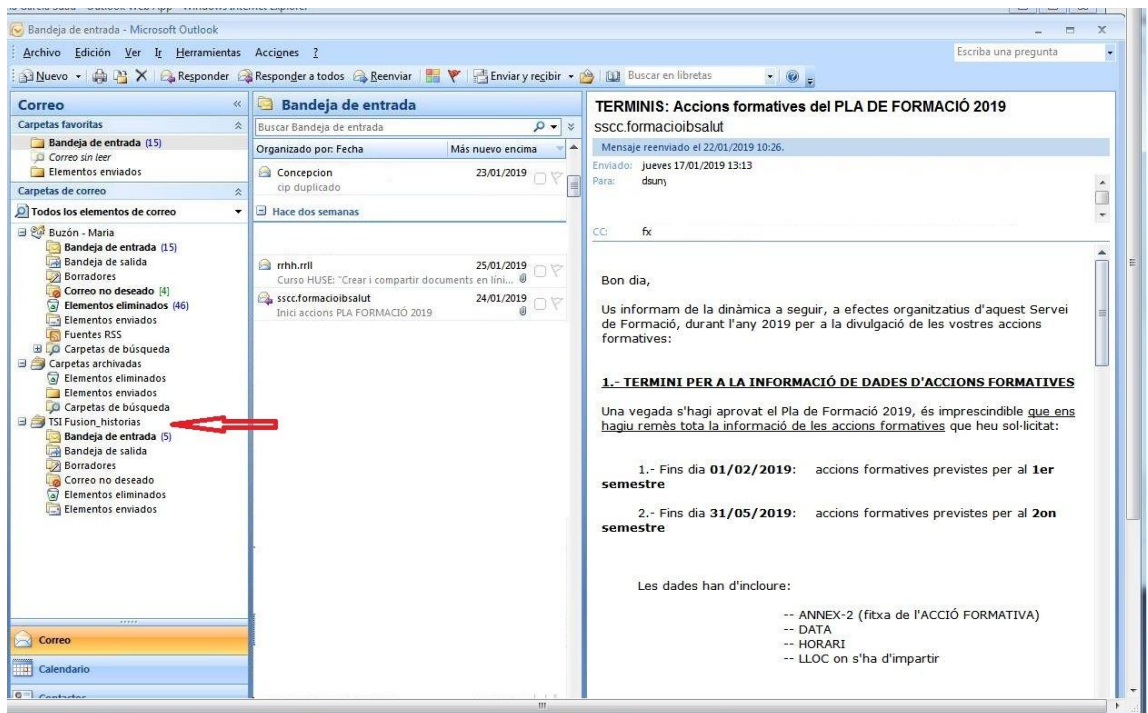 Bandeja de entrada - Microsoft Outlook
Archivo Edición Ver Ir Herramientas Acciones ?
Escriba una pregunta
Nuevo Responder Responder a todos Reenviar Enviar y recibir Buscar en libretas
Correo
Carpetas favoritas
Bandeja de entrada (15)
Correo sin leer
Elementos enviados
Carpetas de correo
Todos los elementos de correo
Buzón - Maria
Bandeja de entrada (15)
Bandeja de salida
Borradores
Correo no deseado [4]
Elementos eliminados (46)
Elementos enviados
Fuentes RSS
Carpetas de búsqueda
Carpetas archivadas
Elementos eliminados
Elementos enviados
Carpetas de búsqueda
TSI Fusion_historias
Bandeja de entrada (5)
Bandeja de salida
Borradores
Correo no deseado
Elementos eliminados
Elementos enviados
Correo
Calendario
Bandeja de entrada
Buscar Bandeja de entrada
Organizado por: Fecha Más nuevo encima
Concepcion 23/01/2019
cip duplicado
Hace dos semanas
rrhh.rrll 25/01/2019
Curso HUSE: "Crear i compartir documents en líni...
sscc.formacioibsalut 24/01/2019
Inici accions PLA FORMACIÓ 2019
TERMINIS: Accions formatives del PLA DE FORMACIÓ 2019
sscc.formacioibsalut
Mensaje reenviado el 22/01/2019 10:26.
Enviado: jueves 17/01/2019 13:13
Para: dsuny
CC: fx
Bon dia,
Us informam de la dinàmica a seguir, a efectes organitzatius d'aquest Servei
de Formació, durant l'any 2019 per a la divulgació de les vostres accions
formatives:
1.- TERMINI PER A LA INFORMACIÓ DE DADES D'ACCIONS FORMATIVES
Una vegada s'hagi aprovat el Pla de Formació 2019, és imprescindible que ens
hagiu remès tota la informació de les accions formatives que heu sol·licitat:
1.- Fins dia 01/02/2019: accions formatives previstes per al 1er
semestre
2.- Fins dia 31/05/2019: accions formatives previstes per al 2on
semestre
Les dades han d'incloure:
-- ANNEX-2 (fitxa de l'ACCIÓ FORMATIVA)
-- DATA
-- HORARI
-- LLOC on s'ha d'impartir